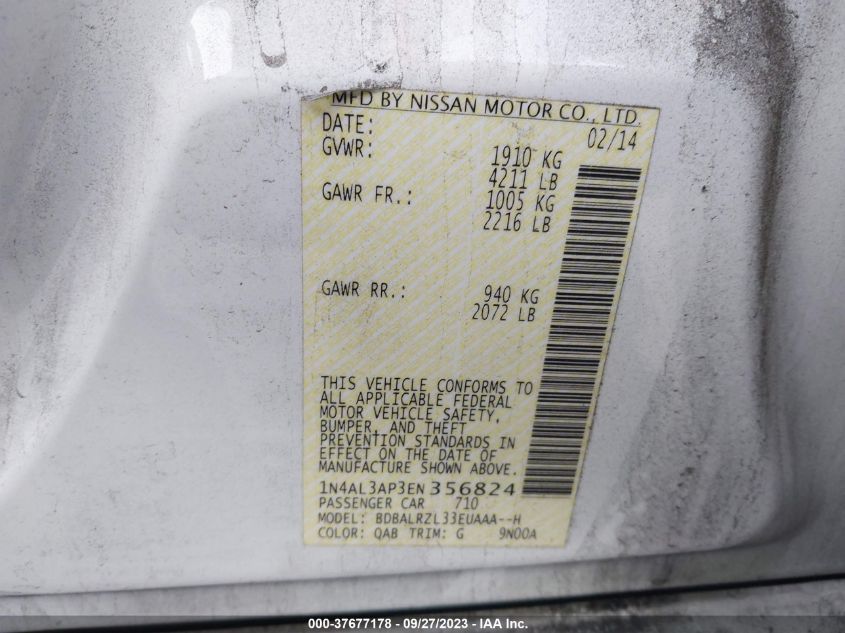 MFD BY NISSAN MOTOR CO., LTD.
DATE: 02/14
GVWR: 1910 KG
4211 LB
GAWR FR.: 1005 KG
2216 LB
GAWR RR.: 940 KG
2072 LB
THIS VEHICLE CONFORMS TO
ALL APPLICABLE FEDERAL
MOTOR VEHICLE SAFETY,
BUMPER, AND THEFT
PREVENTION STANDARDS IN
EFFECT ON THE DATE OF
MANUFACTURE SHOWN ABOVE.
1N4AL3AP3EN356824
PASSENGER CAR 710
MODEL: BDBALRZL33EUAAA--H
COLOR: QAB TRIM: G 9N00A
000-37677178 - 09/27/2023 - IAA Inc.